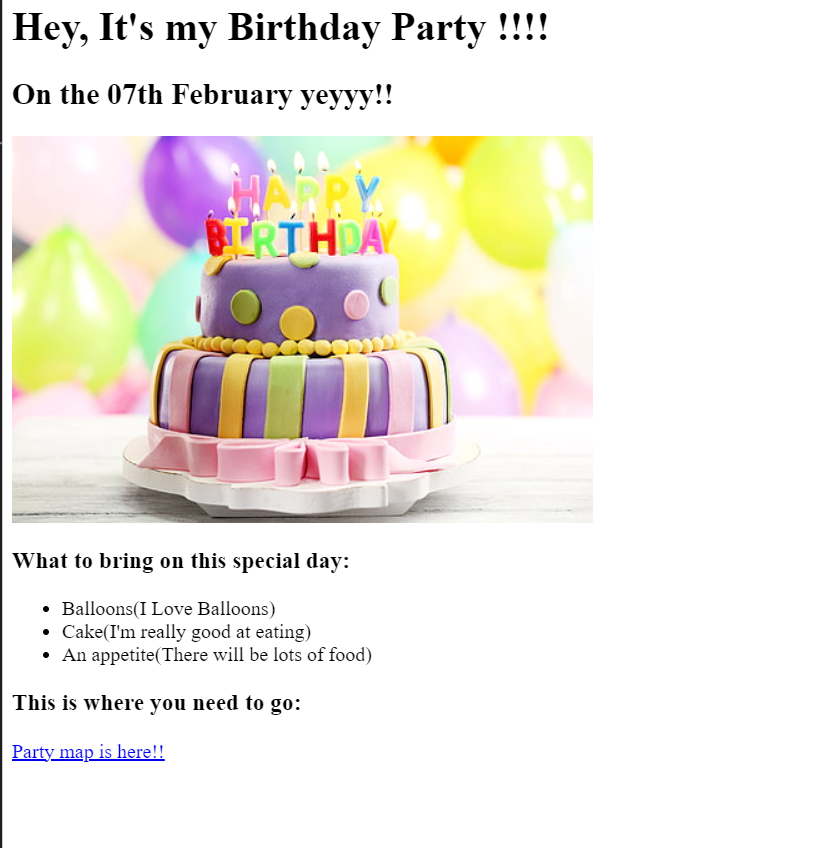 Hey, It's my Birthday Party !!!!
On the 07th February yeyyy!!
HAPPY
BIRTHDAY
What to bring on this special day:
Balloons(I Love Balloons)
Cake(I'm really good at eating)
An appetite(There will be lots of food)
This is where you need to go:
Party map is here!!